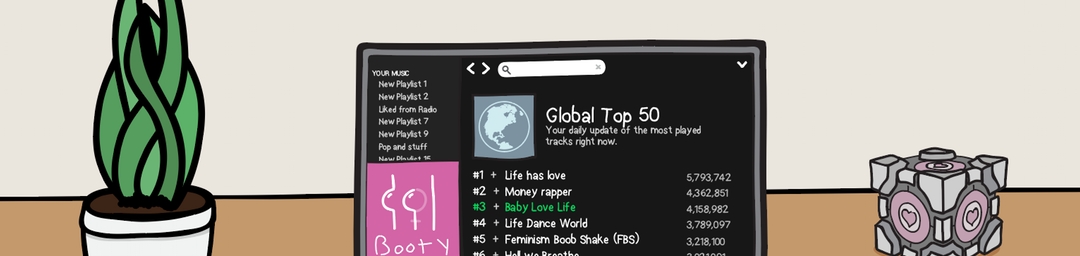 YOUR MUSIC
New Playlist 1
New Playlist 2
Liked from Radio
New Playlist 7
New Playlist 9
Pop and stuff
New Playlist 15
Booty
Global Top 50
Your daily update of the most played
tracks right now.
#1 + Life has love 5,793,742
#2 + Money rapper 4,362,851
#3 + Baby Love Life 4,158,982
#4 + Life Dance World 3,789,097
#5 + Feminism Boob Shake (FBS) 3,218,100
#6 + Hell we Breathe